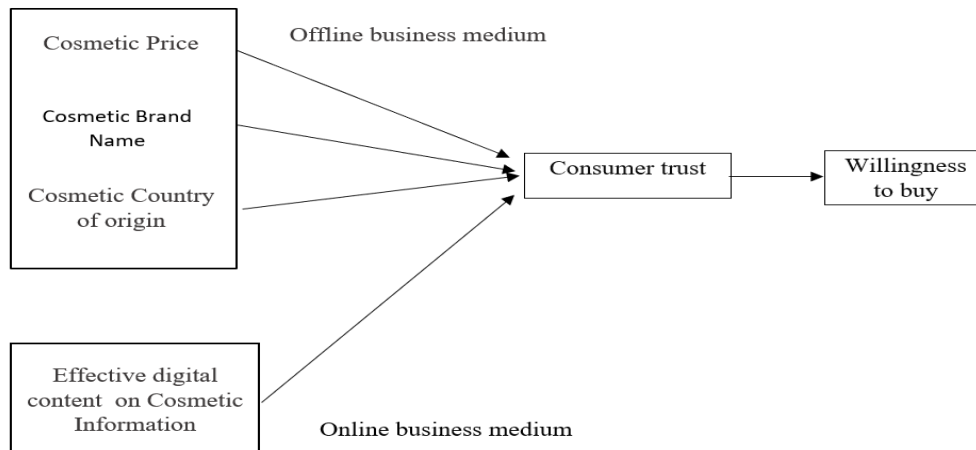 Cosmetic Price
Offline business medium
Cosmetic Brand
Name
Cosmetic Country
of origin
Consumer trust
Willingness
to buy
Effective digital
content on Cosmetic
Information
Online business medium